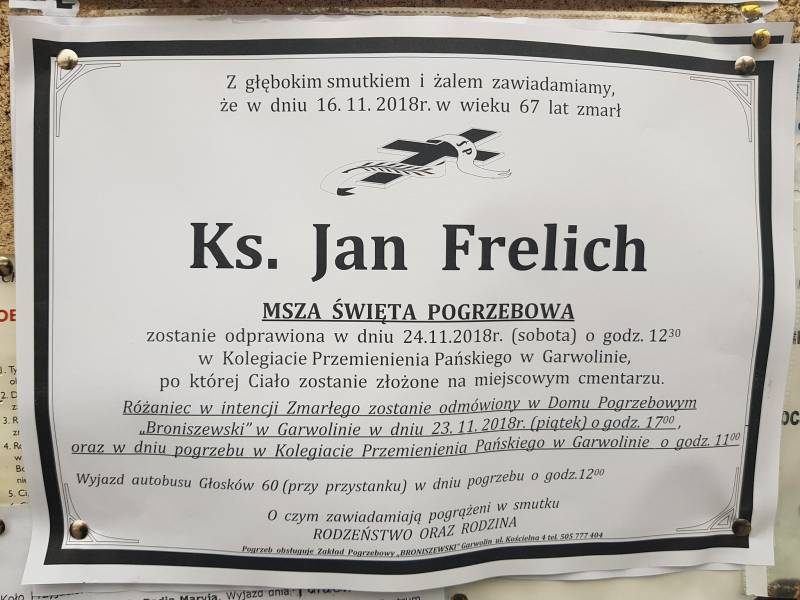 Z głębokim smutkiem i żalem zawiadamiamy,
że w dniu 16.11.2018r. w wieku 67 lat zmarł
ŚP
Ks. Jan Frelich
MSZA ŚWIĘTA POGRZEBOWA
zostanie odprawiona w dniu 24.11.2018r. (sobota) o godz. 12³⁰
w Kolegiacie Przemienienia Pańskiego w Garwolinie,
po której Ciało zostanie złożone na miejscowym cmentarzu.
Różaniec w intencji Zmarłego zostanie odmówiony w Domu Pogrzebowym
„Broniszewski" w Garwolinie w dniu 23.11.2018r. (piątek) o godz. 17⁰⁰,
oraz w dniu pogrzebu w Kolegiacie Przemienienia Pańskiego w Garwolinie o godz. 11⁰⁰
Wyjazd autobusu Głosków 60 (przy przystanku) w dniu pogrzebu o godz.12⁰⁰
O czym zawiadamiają pogrążeni w smutku
RODZEŃSTWO ORAZ RODZINA
Pogrzeb obsługuje Zakład Pogrzebowy „BRONISZEWSKI" Garwolin ul. Kościelna 4 tel. 505 777 404
Maryja. Wyjazd dnia